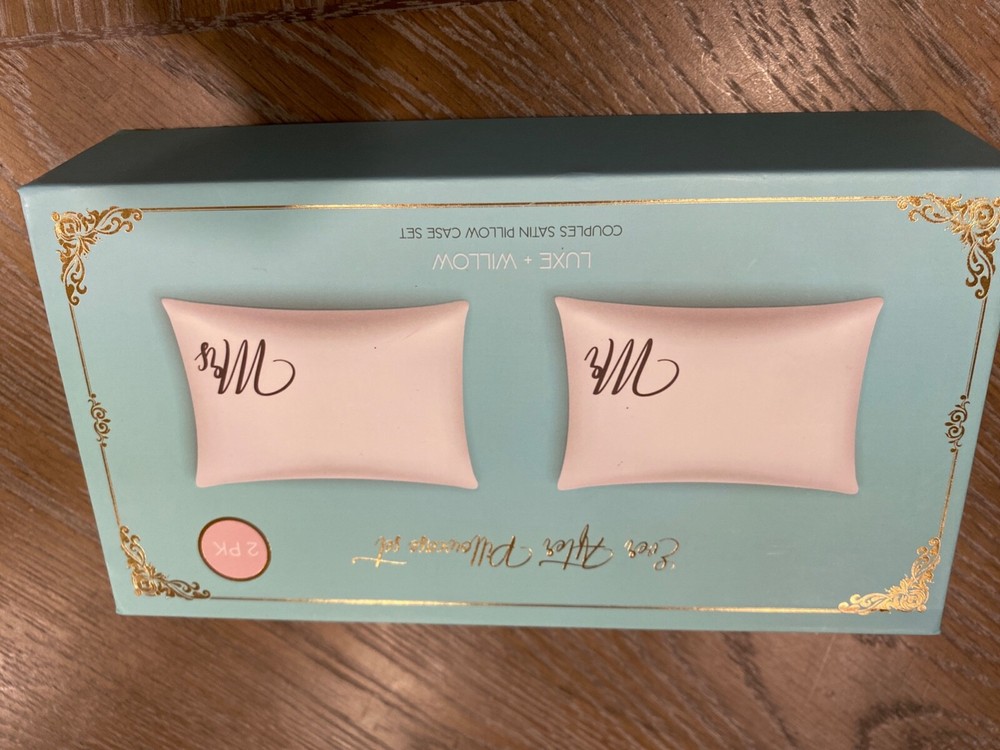 Ever After Pillowcase set
2 PK
Mr
Mrs
LUXE + WILLOW
COUPLES SATIN PILLOW CASE SET